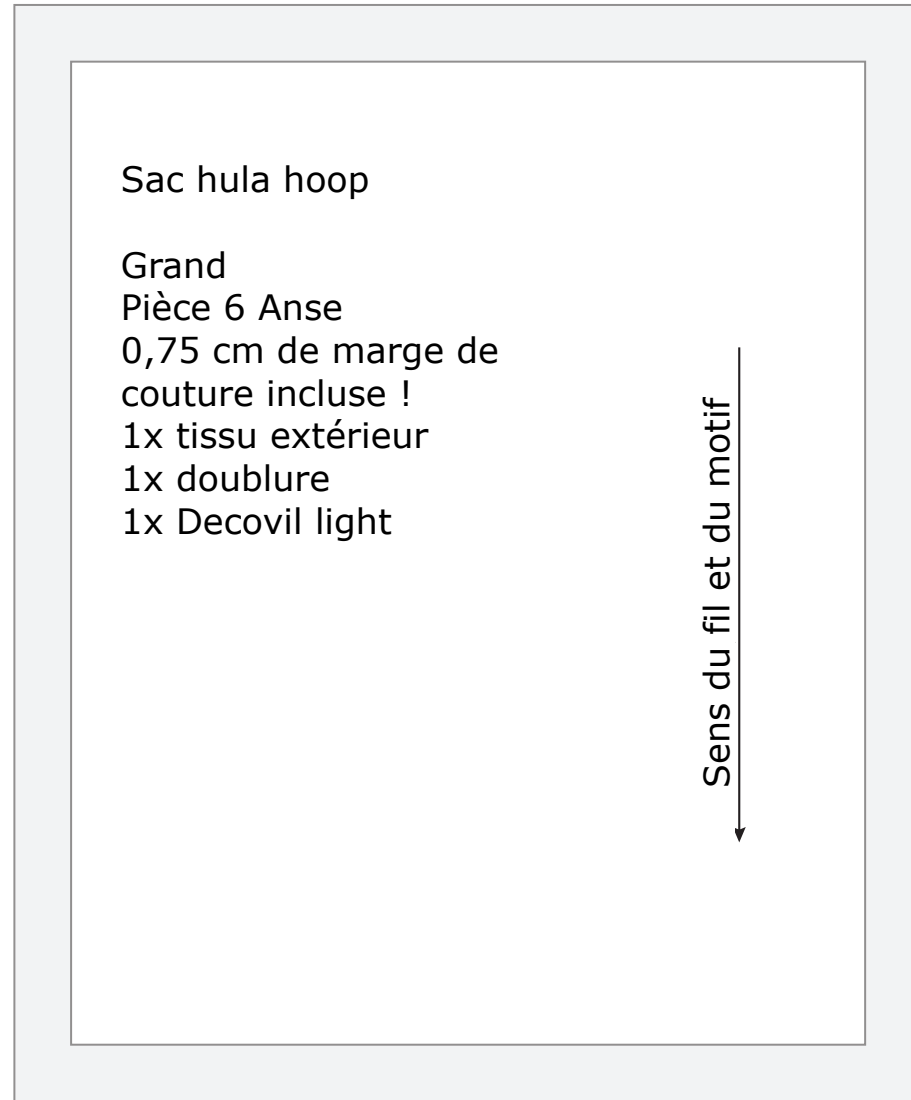 Sac hula hoop
Grand
Pièce 6 Anse
0,75 cm de marge de
couture incluse !
1x tissu extérieur
1x doublure
1x Decovil light
Sens du fil et du motif